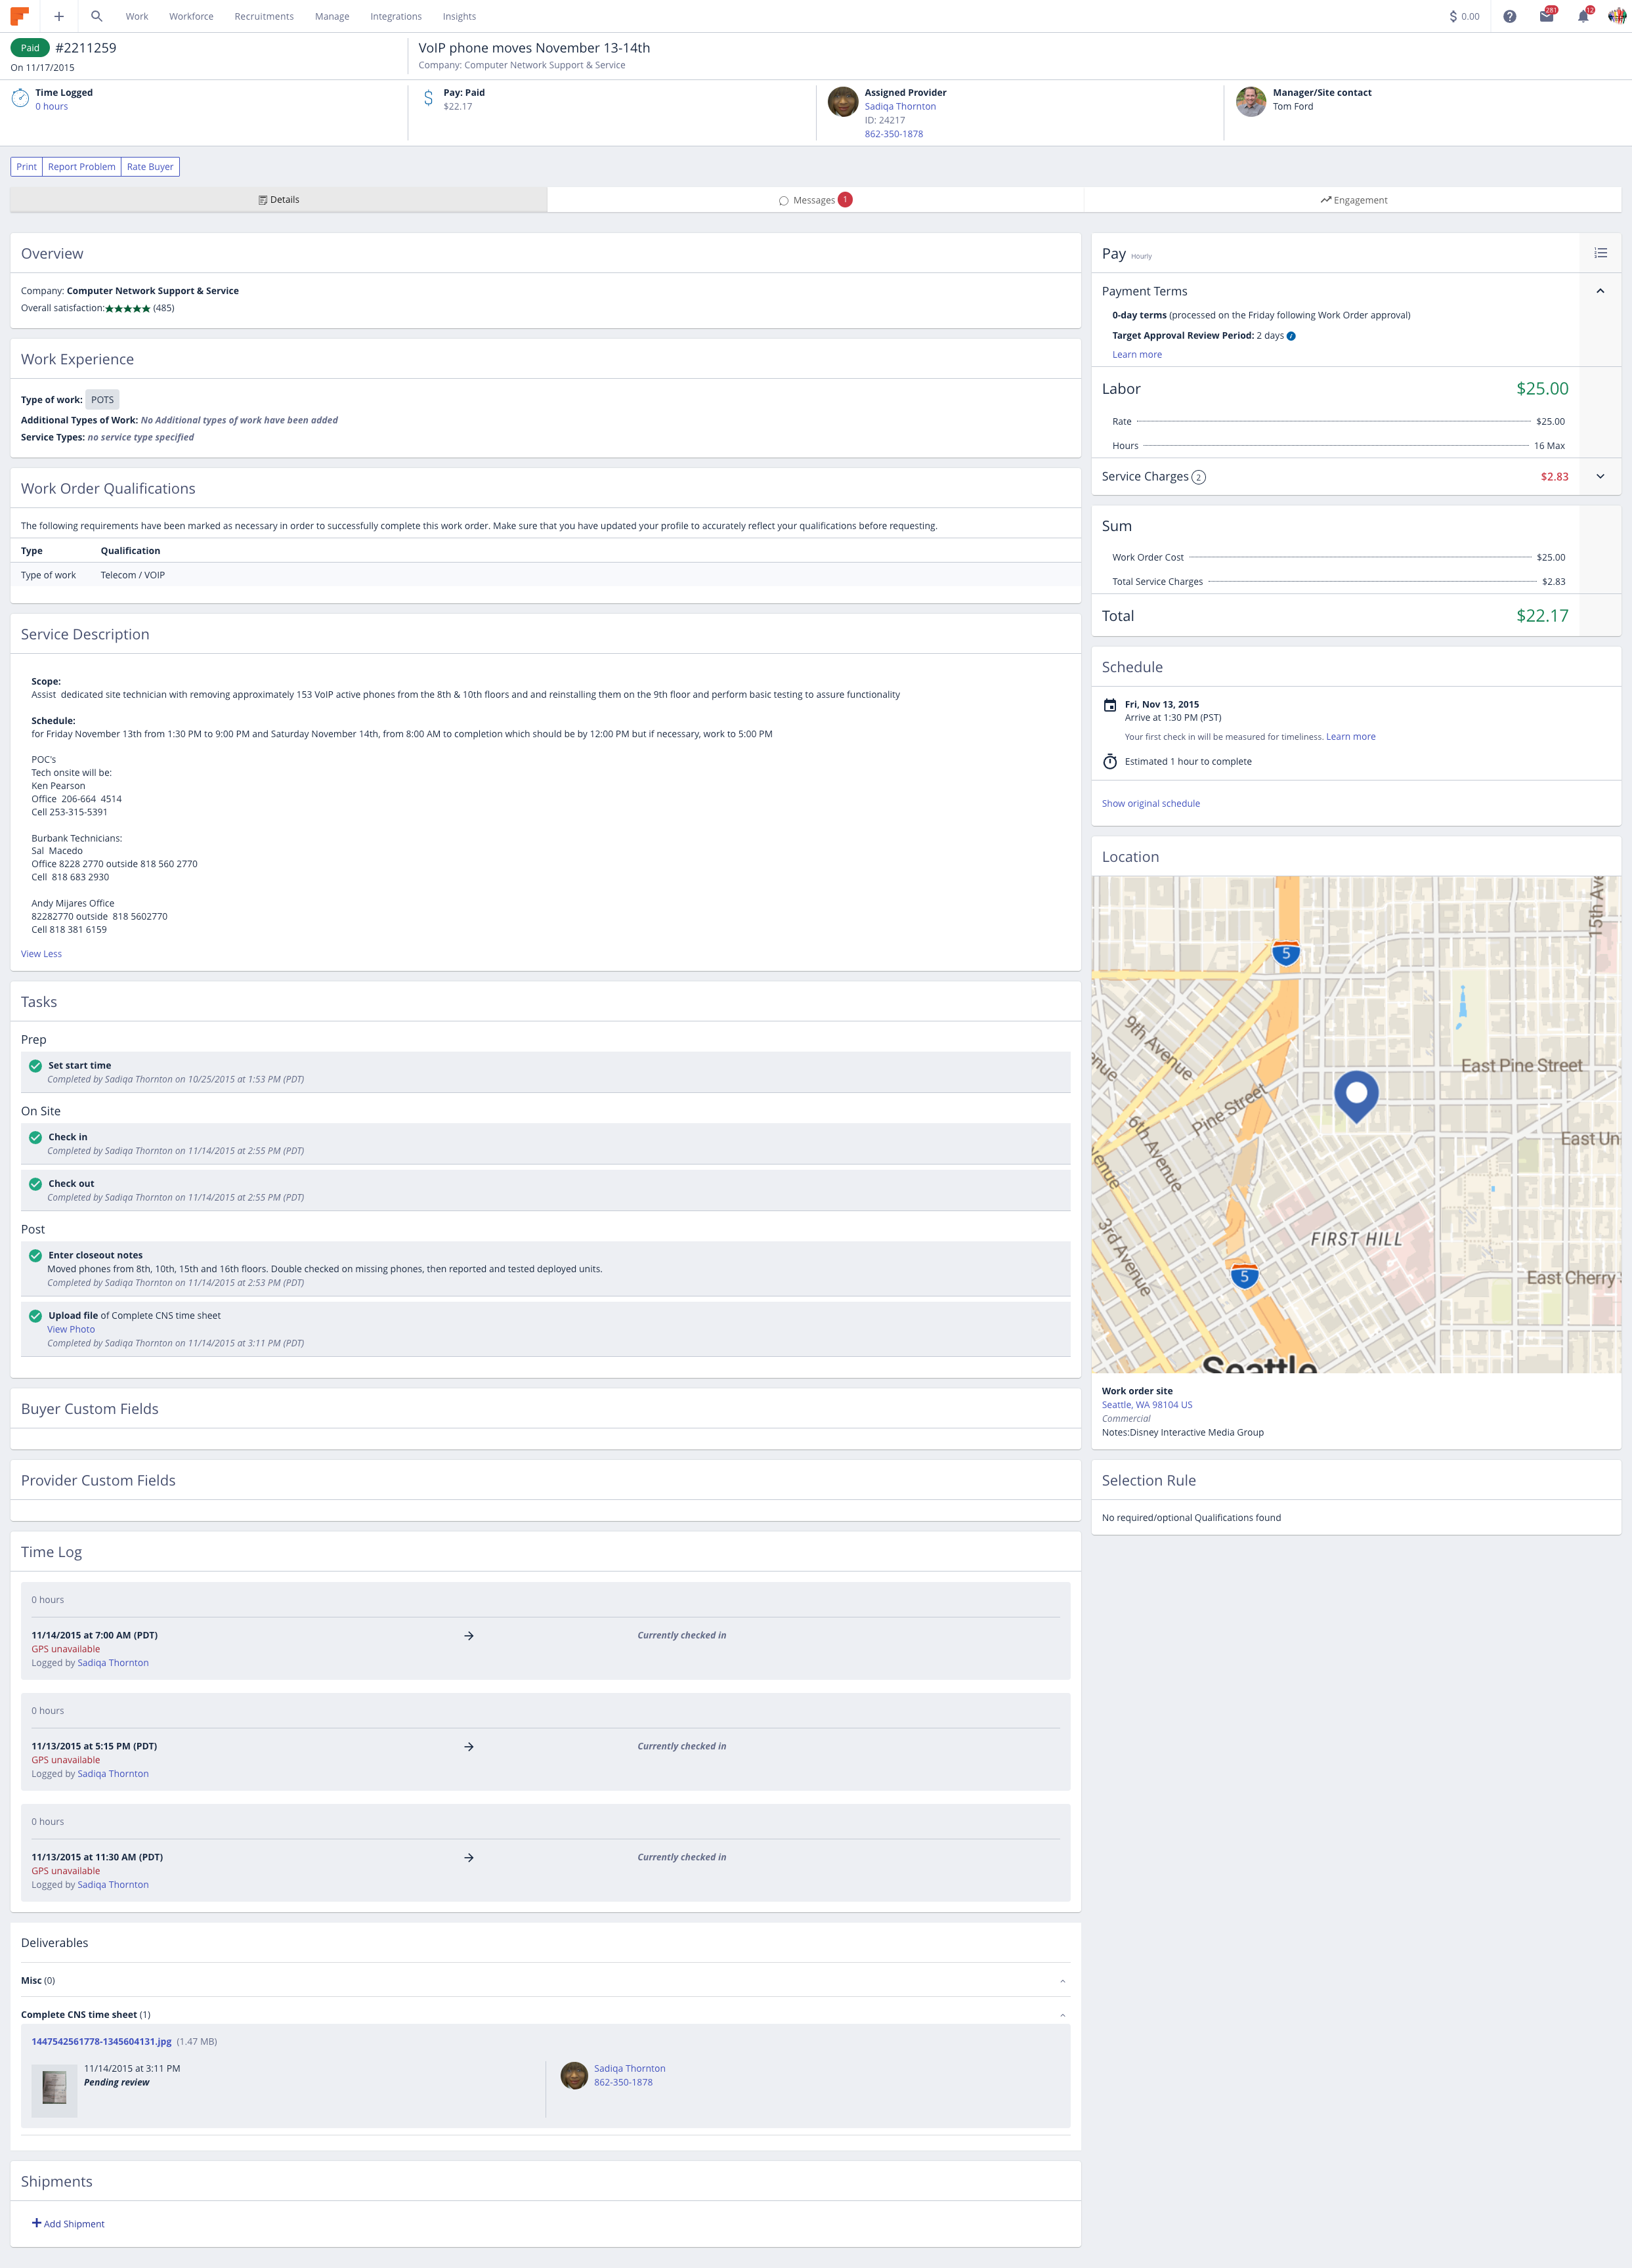 Work Workforce Recruitments Manage Integrations Insights
0.00 281 12
Paid #2211259
On 11/17/2015
VoIP phone moves November 13-14th
Company: Computer Network Support & Service
Time Logged
0 hours
Pay: Paid
$22.17
Assigned Provider
Sadiqa Thornton
ID: 24217
862-350-1878
Manager/Site contact
Tom Ford
Print Report Problem Rate Buyer
Details
Messages 1
Engagement
Overview
Company: Computer Network Support & Service
Overall satisfaction:★★★★★ (485)
Work Experience
Type of work: POTS
Additional Types of Work: No Additional types of work have been added
Service Types: no service type specified
Work Order Qualifications
The following requirements have been marked as necessary in order to successfully complete this work order. Make sure that you have updated your profile to accurately reflect your qualifications before requesting.
Type Qualification
Type of work Telecom / VOIP
Service Description
Scope:
Assist dedicated site technician with removing approximately 153 VoIP active phones from the 8th & 10th floors and and reinstalling them on the 9th floor and perform basic testing to assure functionality
Schedule:
for Friday November 13th from 1:30 PM to 9:00 PM and Saturday November 14th, from 8:00 AM to completion which should be by 12:00 PM but if necessary, work to 5:00 PM
POC's
Tech onsite will be:
Ken Pearson
Office 206-664 4514
Cell 253-315-5391
Burbank Technicians:
Sal Macedo
Office 8228 2770 outside 818 560 2770
Cell 818 683 2930
Andy Mijares Office
82282770 outside 818 5602770
Cell 818 381 6159
View Less
Tasks
Prep
Set start time
Completed by Sadiqa Thornton on 10/25/2015 at 1:53 PM (PDT)
On Site
Check in
Completed by Sadiqa Thornton on 11/14/2015 at 2:55 PM (PDT)
Check out
Completed by Sadiqa Thornton on 11/14/2015 at 2:55 PM (PDT)
Post
Enter closeout notes
Moved phones from 8th, 10th, 15th and 16th floors. Double checked on missing phones, then reported and tested deployed units.
Completed by Sadiqa Thornton on 11/14/2015 at 2:53 PM (PDT)
Upload file of Complete CNS time sheet
View Photo
Completed by Sadiqa Thornton on 11/14/2015 at 3:11 PM (PDT)
Buyer Custom Fields
Provider Custom Fields
Time Log
0 hours
11/14/2015 at 7:00 AM (PDT) Currently checked in
GPS unavailable
Logged by Sadiqa Thornton
0 hours
11/13/2015 at 5:15 PM (PDT) Currently checked in
GPS unavailable
Logged by Sadiqa Thornton
0 hours
11/13/2015 at 11:30 AM (PDT) Currently checked in
GPS unavailable
Logged by Sadiqa Thornton
Deliverables
Misc (0)
Complete CNS time sheet (1)
1447542561778-1345604131.jpg (1.47 MB)
11/14/2015 at 3:11 PM
Pending review
Sadiqa Thornton
862-350-1878
Shipments
Add Shipment
Pay Hourly
Payment Terms
0-day terms (processed on the Friday following Work Order approval)
Target Approval Review Period: 2 days
Learn more
Labor $25.00
Rate $25.00
Hours 16 Max
Service Charges 2 $2.83
Sum
Work Order Cost $25.00
Total Service Charges $2.83
Total $22.17
Schedule
Fri, Nov 13, 2015
Arrive at 1:30 PM (PST)
Your first check in will be measured for timeliness. Learn more
Estimated 1 hour to complete
Show original schedule
Location
15th Ave
5
9th Avenue
enue
East Pine Street
Pine Street
6th Avenue
East Un
venue
3rd Avenue
FIRST HILL
5
East Cherry
Seattle
Work order site
Seattle, WA 98104 US
Commercial
Notes:Disney Interactive Media Group
Selection Rule
No required/optional Qualifications found